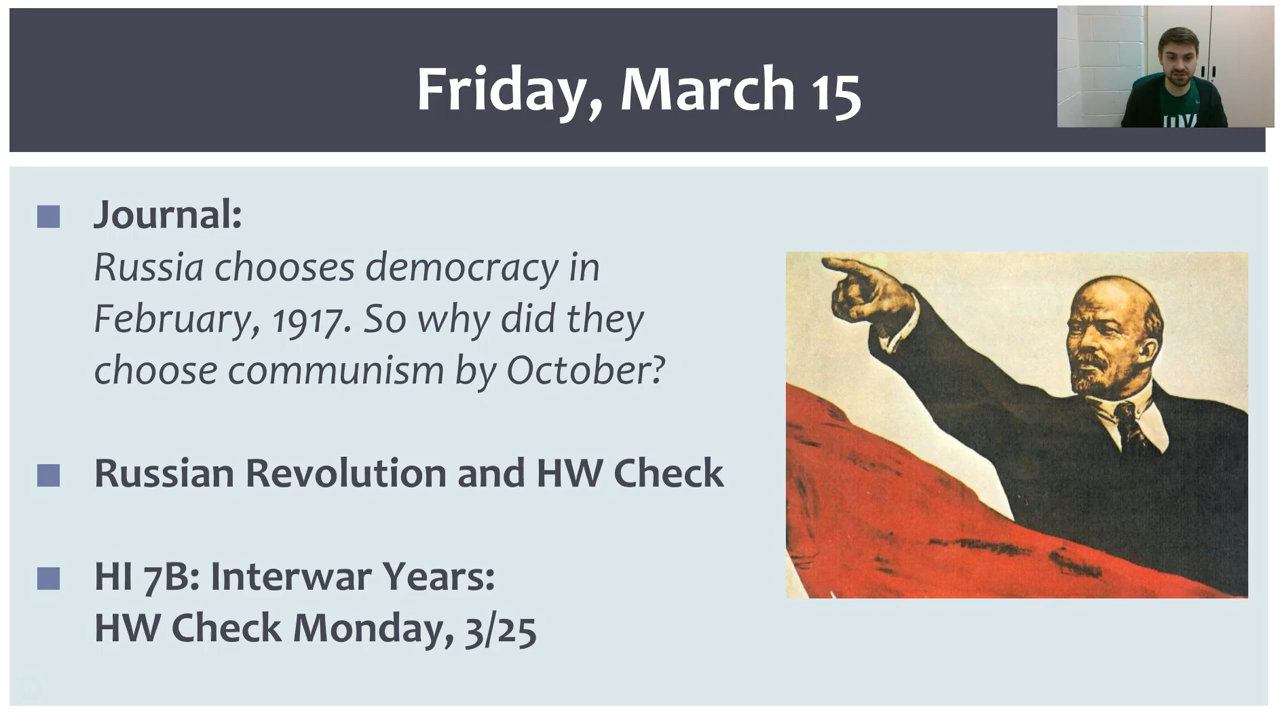 Friday, March 15
Journal:
Russia chooses democracy in
February, 1917. So why did they
choose communism by October?
Russian Revolution and HW Check
HI 7B: Interwar Years:
HW Check Monday, 3/25